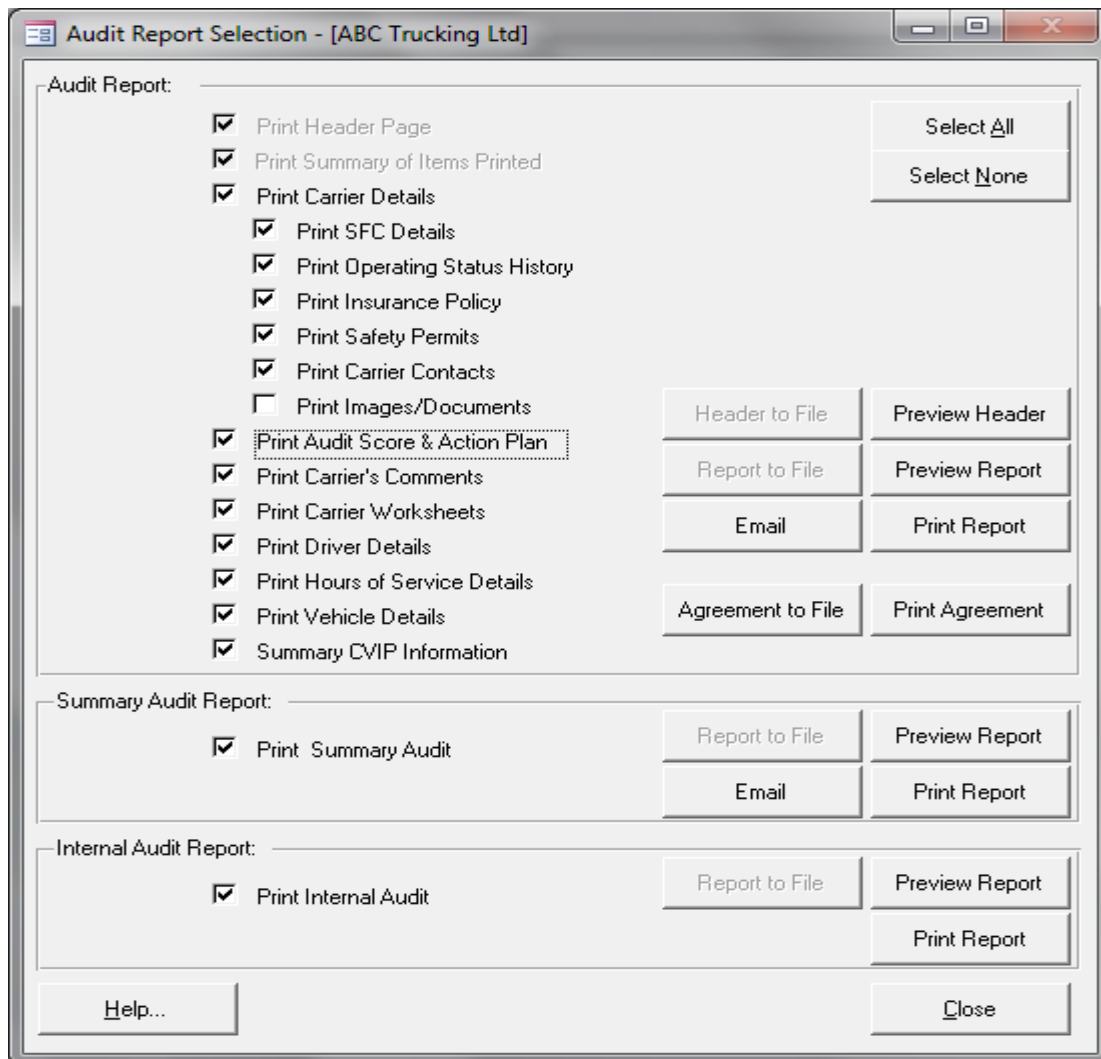 Audit Report Selection - [ABC Trucking Ltd]
Audit Report:
Print Header Page
Select All
Print Summary of Items Printed
Select None
Print Carrier Details
Print SFC Details
Print Operating Status History
Print Insurance Policy
Print Safety Permits
Print Carrier Contacts
Print Images/Documents
Header to File
Preview Header
Print Audit Score & Action Plan
Report to File
Preview Report
Print Carrier's Comments
Print Carrier Worksheets
Email
Print Report
Print Driver Details
Print Hours of Service Details
Agreement to File
Print Agreement
Print Vehicle Details
Summary CVIP Information
Summary Audit Report:
Print  Summary Audit
Report to File
Preview Report
Email
Print Report
Internal Audit Report:
Print Internal Audit
Report to File
Preview Report
Print Report
Help...
Close